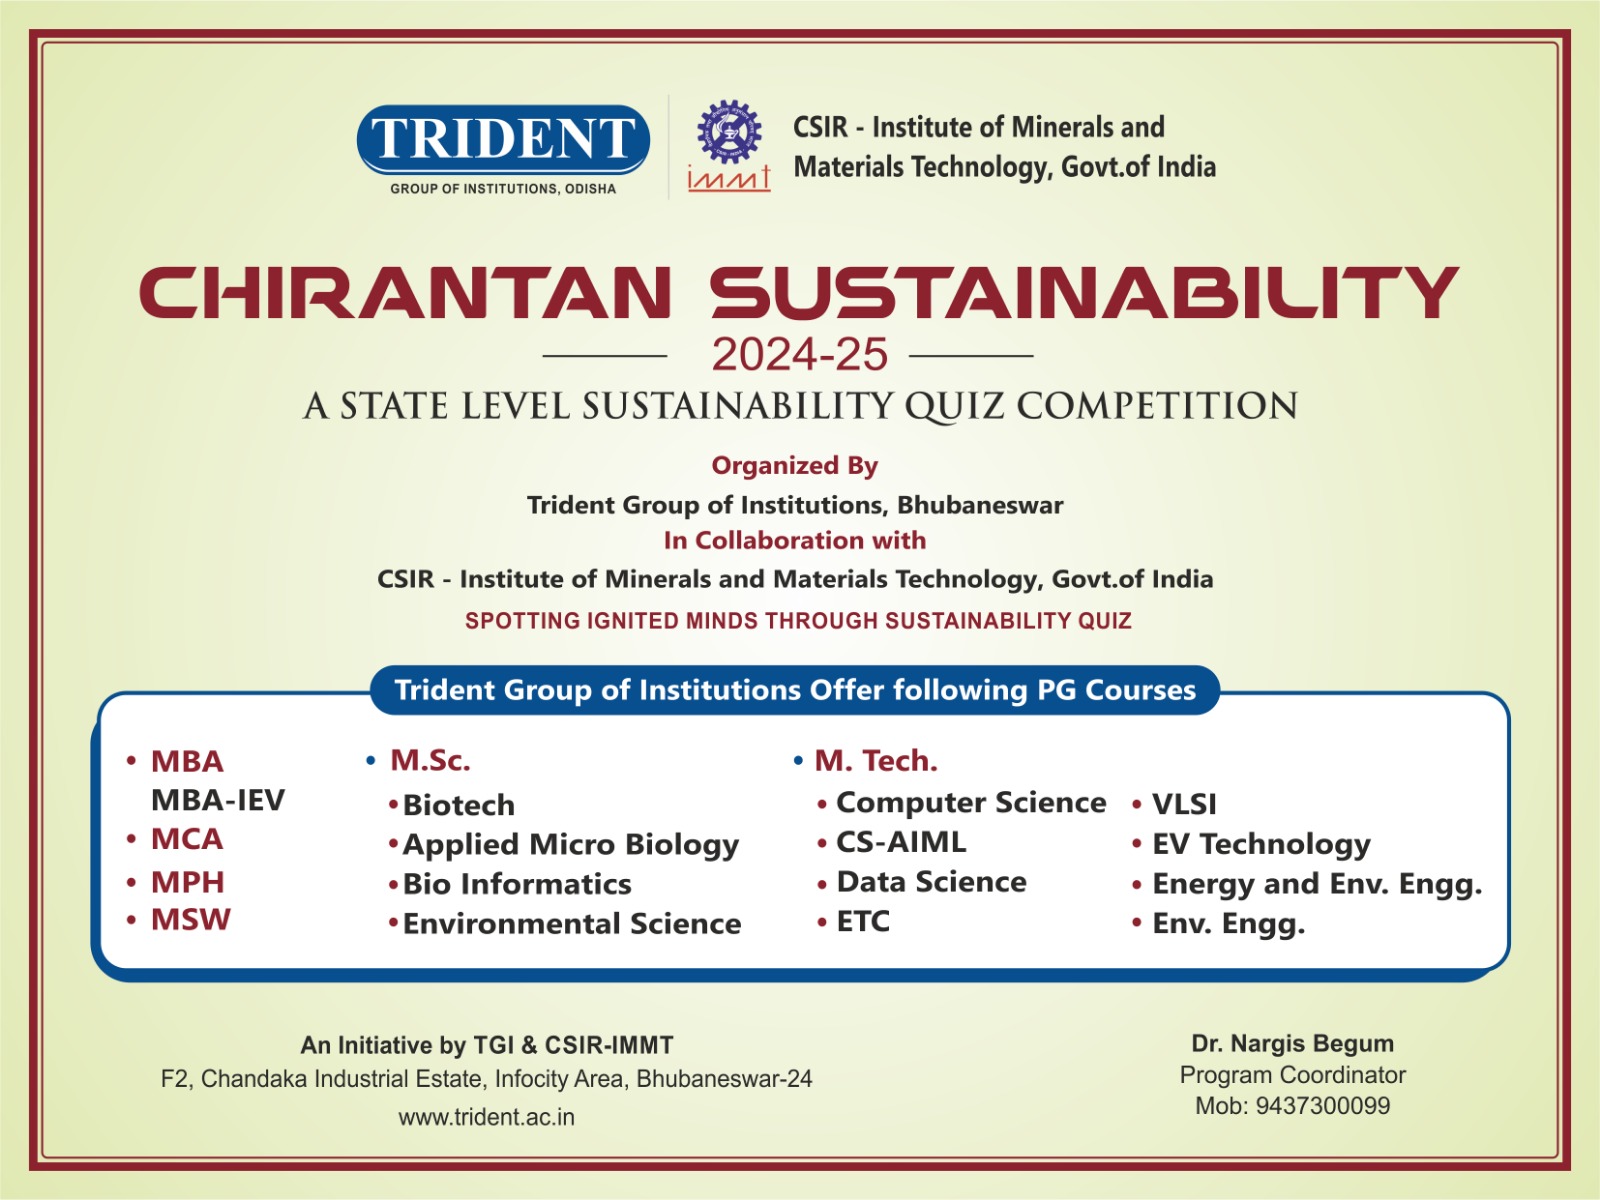 TRIDENT
GROUP OF INSTITUTIONS, ODISHA
immt
CSIR - Institute of Minerals and
Materials Technology, Govt.of India
CHIRANTAN SUSTAINABILITY
2024-25
A STATE LEVEL SUSTAINABILITY QUIZ COMPETITION
Organized By
Trident Group of Institutions, Bhubaneswar
In Collaboration with
CSIR - Institute of Minerals and Materials Technology, Govt.of India
SPOTTING IGNITED MINDS THROUGH SUSTAINABILITY QUIZ
Trident Group of Institutions Offer following PG Courses
• MBA
MBA-IEV
• MCA
• MPH
• MSW
• M.Sc.
•Biotech
•Applied Micro Biology
•Bio Informatics
•Environmental Science
• M. Tech.
• Computer Science
• CS-AIML
• Data Science
• ETC
• VLSI
• EV Technology
• Energy and Env. Engg.
• Env. Engg.
An Initiative by TGI & CSIR-IMMT
F2, Chandaka Industrial Estate, Infocity Area, Bhubaneswar-24
www.trident.ac.in
Dr. Nargis Begum
Program Coordinator
Mob: 9437300099